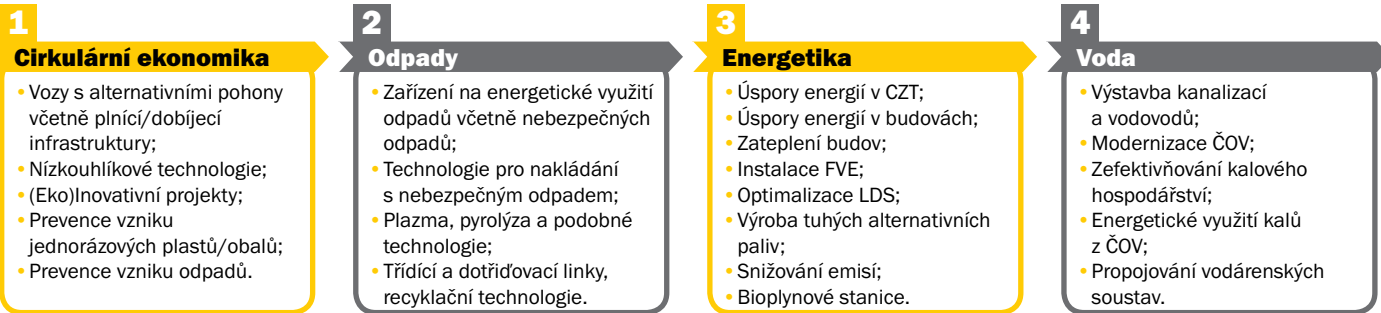 1
Cirkulární ekonomika
• Vozy s alternativními pohony
včetně plnící/dobíjecí
infrastruktury;
• Nízkouhlíkové technologie;
• (Eko)Inovativní projekty;
• Prevence vzniku
jednorázových plastů/obalů;
• Prevence vzniku odpadů.
2
Odpady
• Zařízení na energetické využití
odpadů včetně nebezpečných
odpadů;
• Technologie pro nakládání
s nebezpečným odpadem;
• Plazma, pyrolýza a podobné
technologie;
• Třídící a dotřiďovací linky,
recyklační technologie.
3
Energetika
• Úspory energií v CZT;
• Úspory energií v budovách;
• Zateplení budov;
• Instalace FVE;
• Optimalizace LDS;
• Výroba tuhých alternativních
paliv;
• Snižování emisí;
• Bioplynové stanice.
4
Voda
• Výstavba kanalizací
a vodovodů;
• Modernizace ČOV;
• Zefektivňování kalového
hospodářství;
• Energetické využití kalů
z ČOV;
• Propojování vodárenských
soustav.